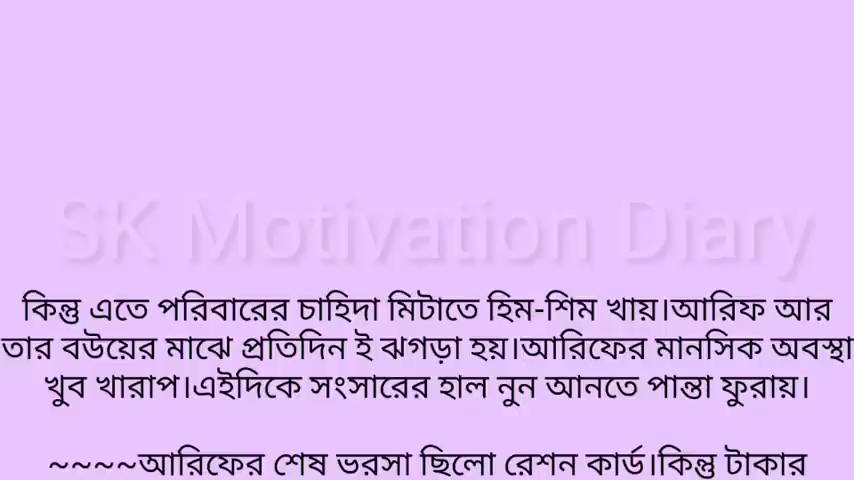 SK Motivation Diary
কিন্তু এতে পরিবারের চাহিদা মিটাতে হিম-শিম খায়।আরিফ আর
তার বউয়ের মাঝে প্রতিদিন ই ঝগড়া হয়।আরিফের মানসিক অবস্থা
খুব খারাপ।এইদিকে সংসারের হাল নুন আনতে পান্তা ফুরায়।
~~~~আরিফের শেষ ভরসা ছিলো রেশন কার্ড।কিন্তু টাকার